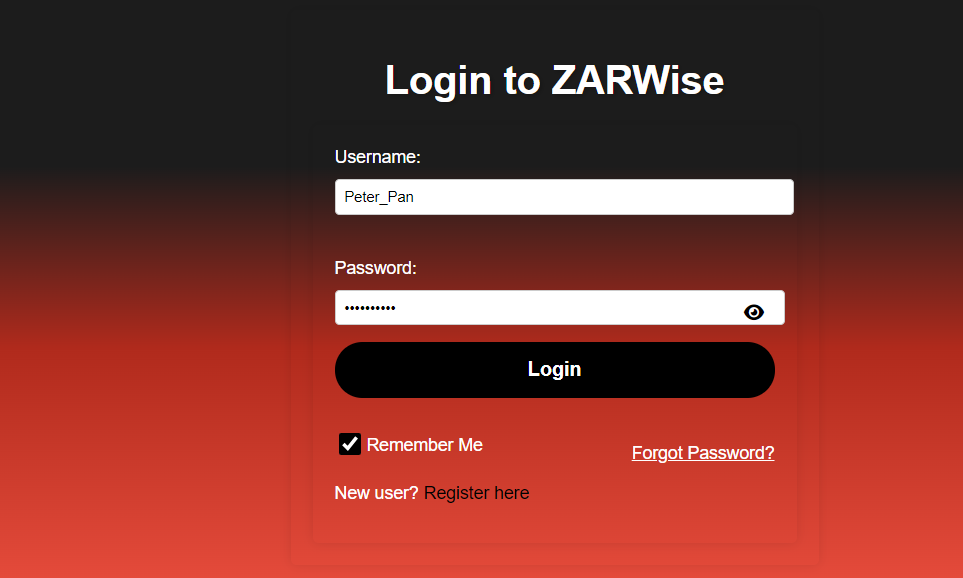 Login to ZARWise
Username:
Peter_Pan
Password:
••••••••••
Login
Remember Me
Forgot Password?
New user? Register here